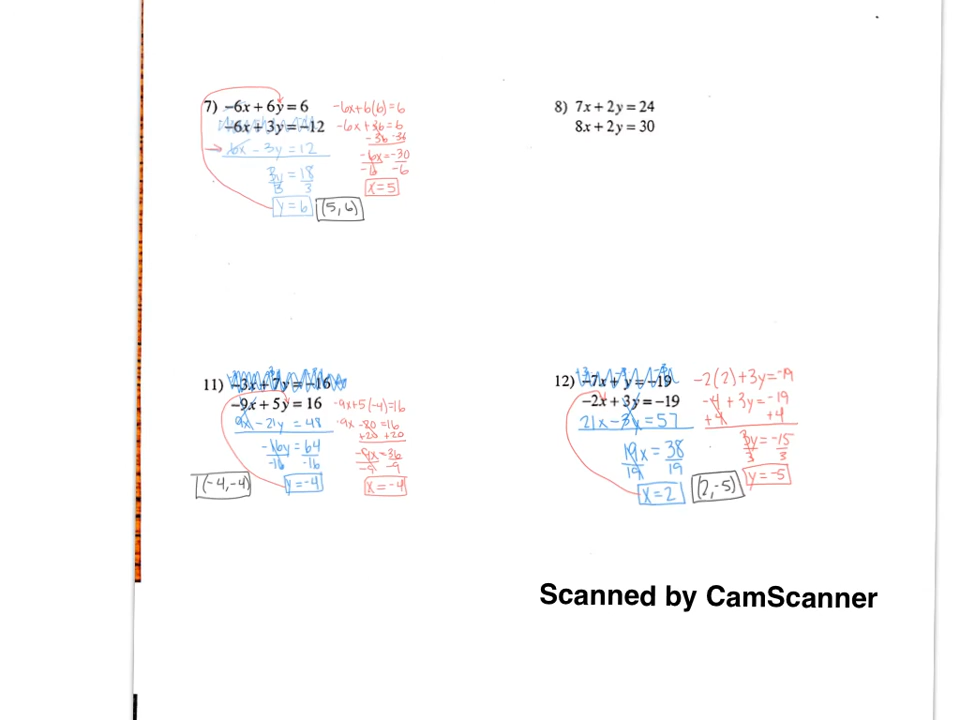 7) -6x + 6y = 6
-6x + 3y = -12
6x - 3y = 12
3y = 18
3 3
y = 6
(5, 6)
-6x+6(6)=6
-6x+36=6
-36 -36
-6x = -30
-6 -6
x = 5
8) 7x + 2y = 24
8x + 2y = 30
11) -3x + 7y = -16
-9x + 5y = 16
9x - 21y = 48
-16y = 64
-16 -16
y = -4
(-4,-4)
-9x+5(-4)=16
-9x -20 =16
+20 +20
-9x = 36
-9 -9
x = -4
12) -7x + y = -19
-2x + 3y = -19
21x - 3y = 57
19x = 38
19 19
x = 2
(2,-5)
-2(2)+3y=-19
-4 + 3y = -19
+4 +4
3y = -15
3 3
y = -5
Scanned by CamScanner